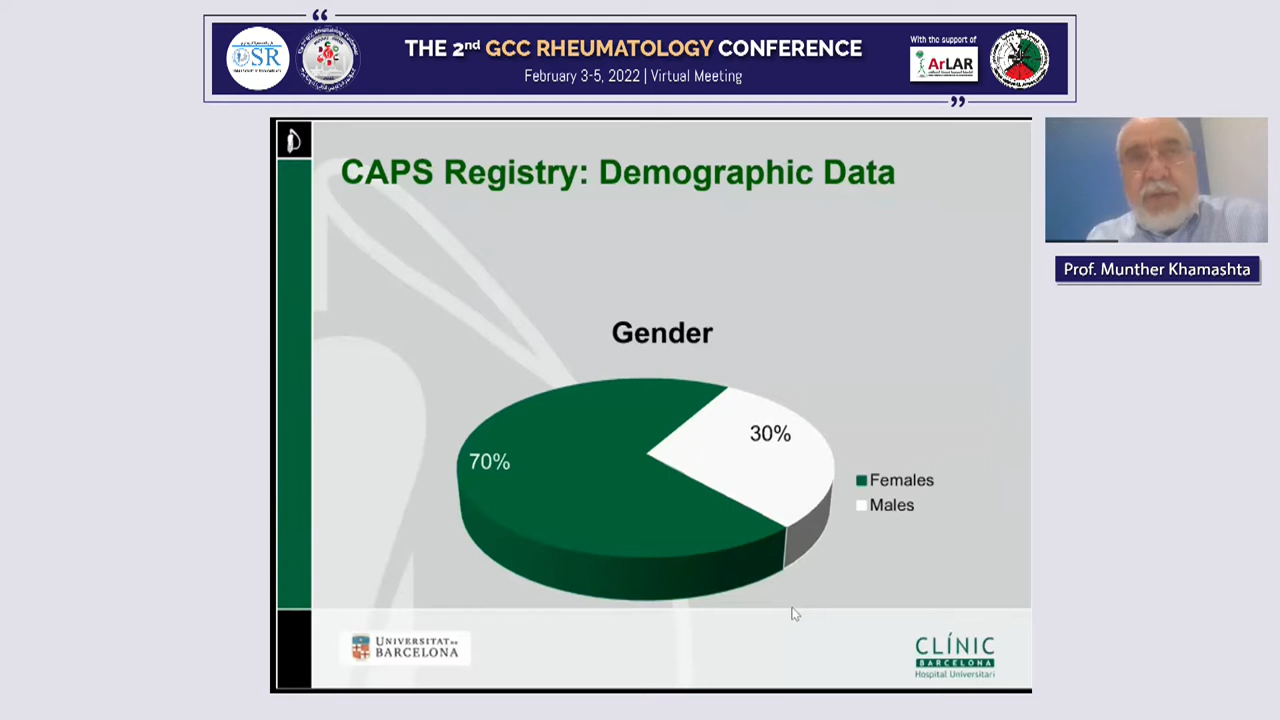 “
THE 2nd GCC RHEUMATOLOGY CONFERENCE
February 3-5, 2022 | Virtual Meeting
OSR
With the support of
ArLAR
”
CAPS Registry: Demographic Data
Prof. Munther Khamashta
Gender
30%
70%
Females
Males
UNIVERSITAT DE
BARCELONA
CLÍNIC
BARCELONA
Hospital Universitari